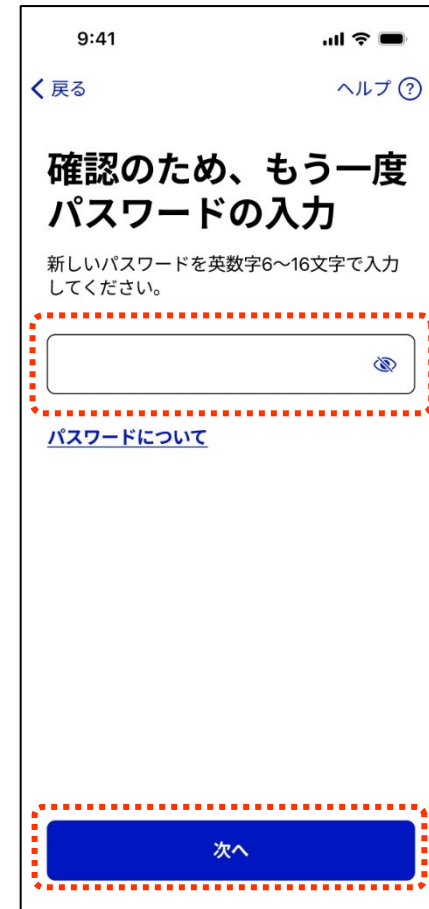 9:41
戻る
ヘルプ ?
確認のため、もう一度
パスワードの入力
新しいパスワードを英数字6〜16文字で入力
してください。
パスワードについて
次へ